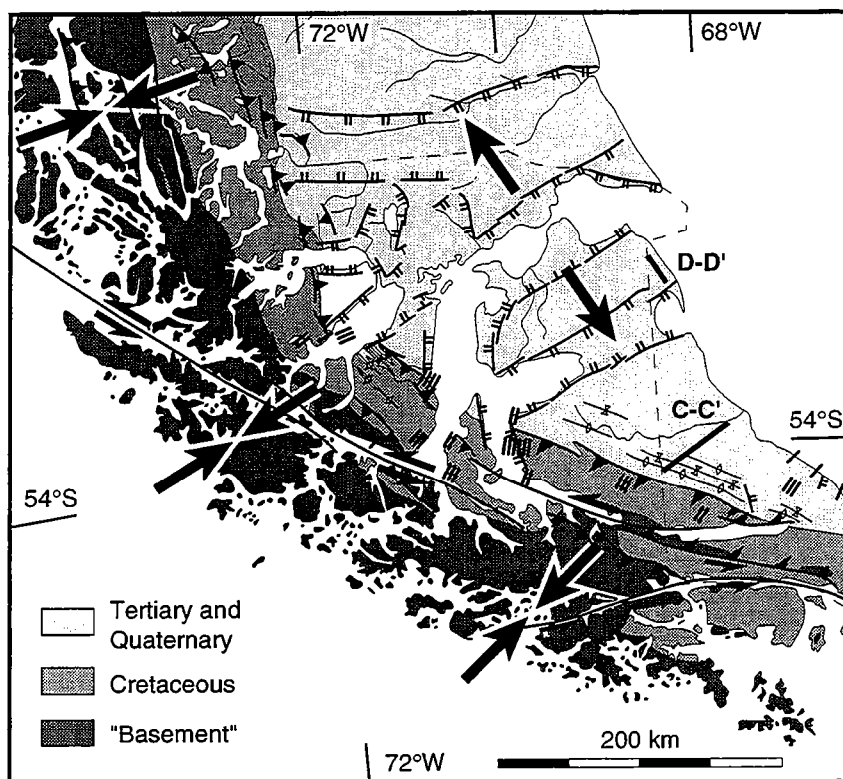 72°W
68°W
D-D'
C-C'
54°S
54°S
Tertiary and
Quaternary
Cretaceous
"Basement"
72°W
200 km